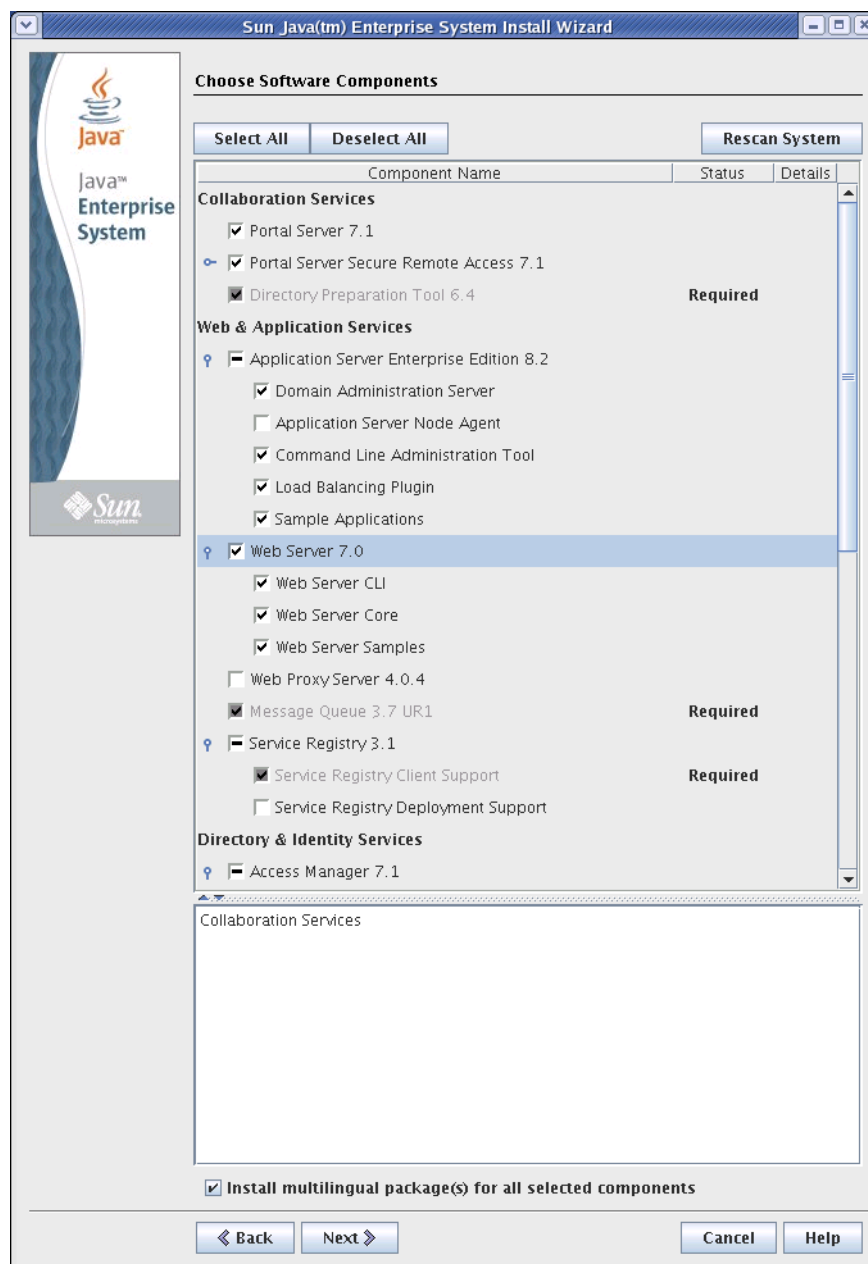 Sun Java(tm) Enterprise System Install Wizard
Java™
Java™
Enterprise
System
Sun
microsystems
Choose Software Components
Select All Deselect All Rescan System
Component Name Status Details
Collaboration Services
Portal Server 7.1
Portal Server Secure Remote Access 7.1
Directory Preparation Tool 6.4 Required
Web & Application Services
Application Server Enterprise Edition 8.2
Domain Administration Server
Application Server Node Agent
Command Line Administration Tool
Load Balancing Plugin
Sample Applications
Web Server 7.0
Web Server CLI
Web Server Core
Web Server Samples
Web Proxy Server 4.0.4
Message Queue 3.7 UR1 Required
Service Registry 3.1
Service Registry Client Support Required
Service Registry Deployment Support
Directory & Identity Services
Access Manager 7.1
Collaboration Services
Install multilingual package(s) for all selected components
Back Next Cancel Help